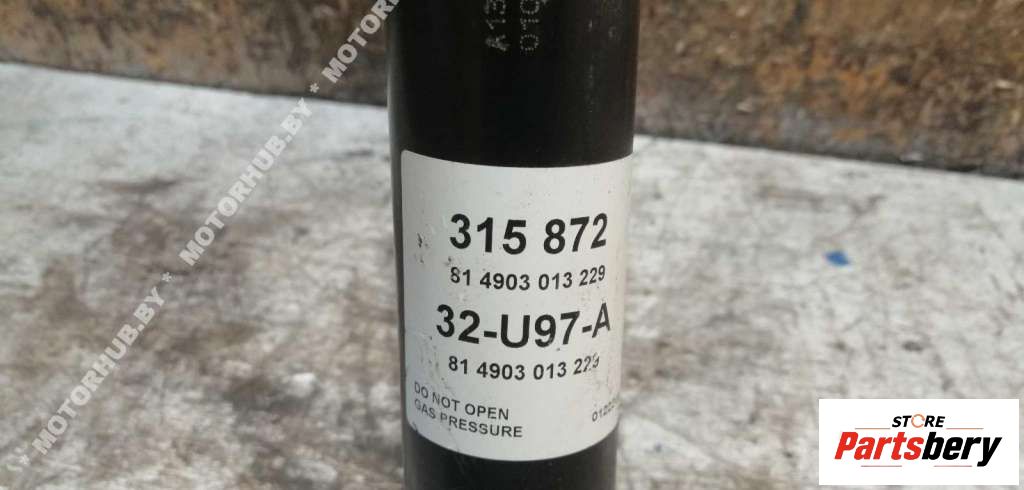 315 872
81 4903 013 229
32-U97-A
81 4903 013 229
DO NOT OPEN
GAS PRESSURE
* MOTORHUB.BY * MOTORHUB.BY * MOTORHUB.BY
STORE
Partsbery